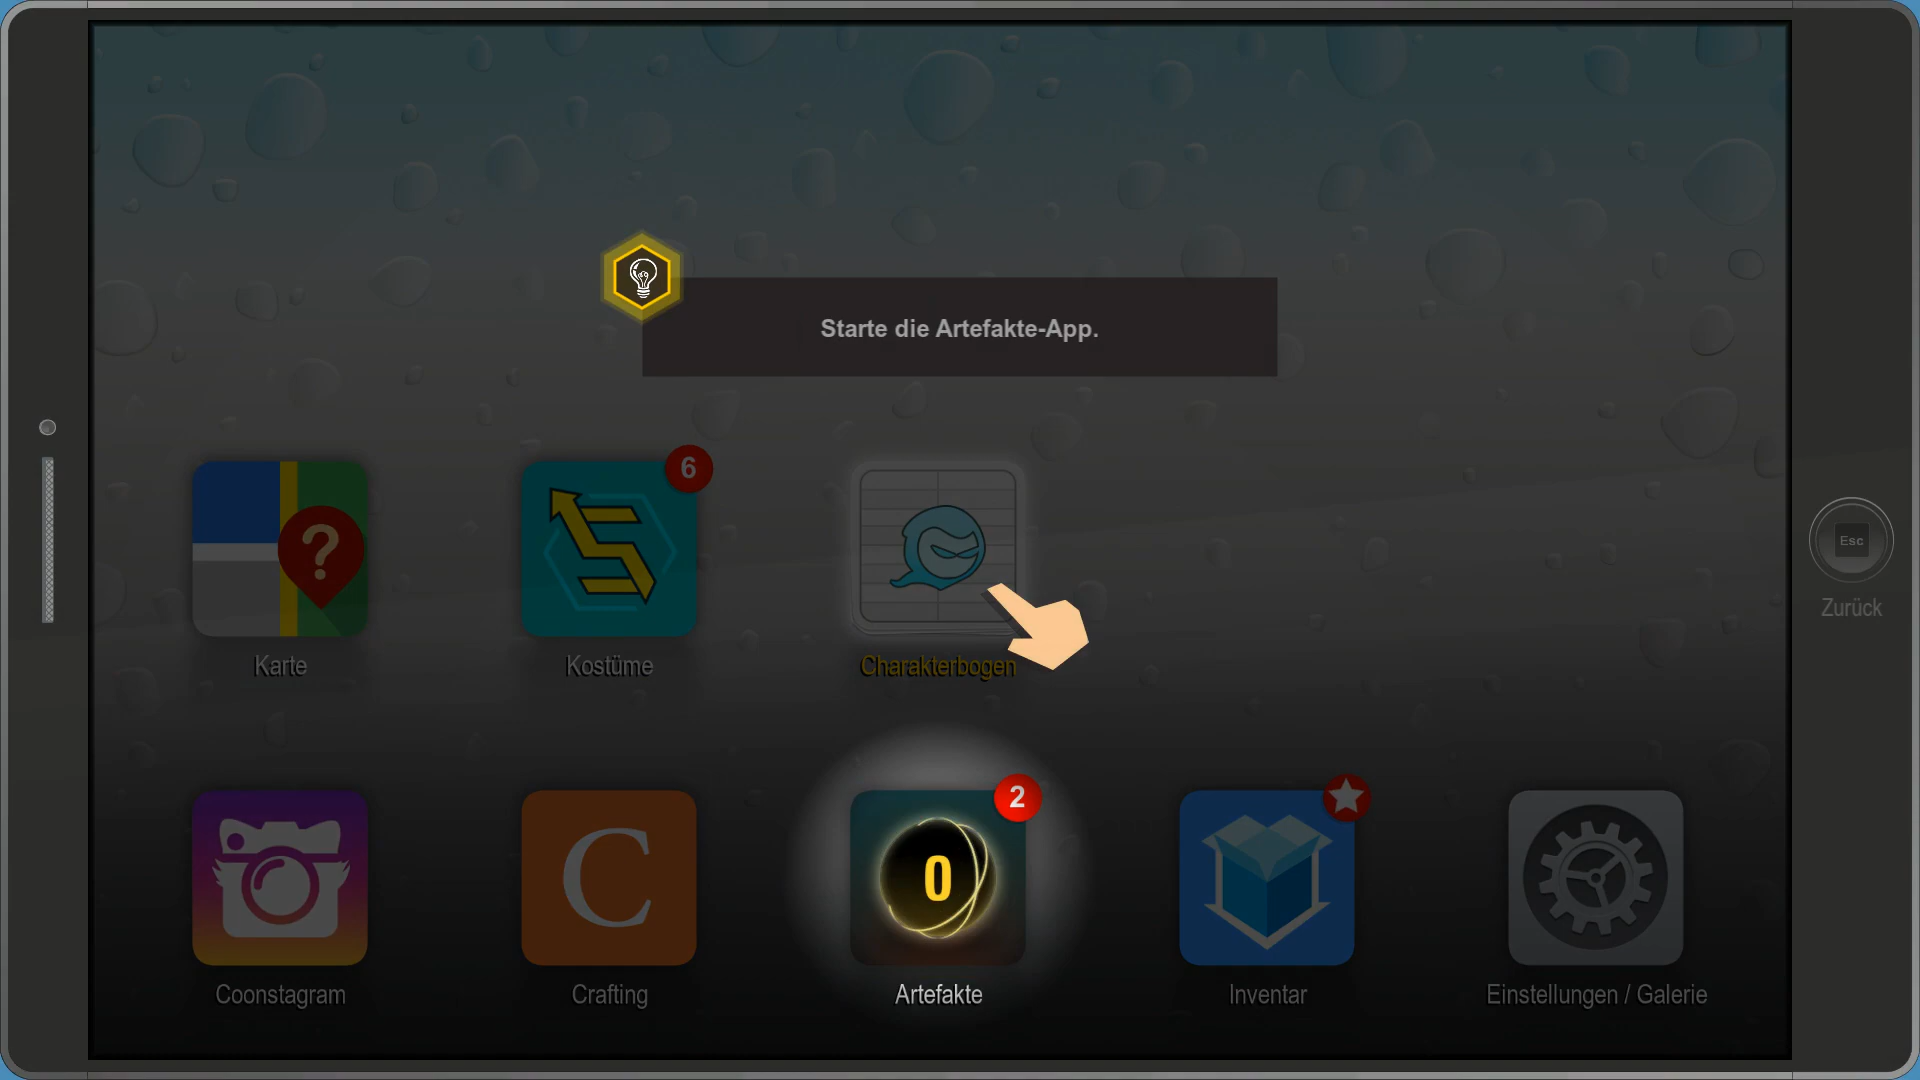 Starte die Artefakte-App.
6
?
Esc
Zurück
Karte
Kostüme
Charakterbogen
2
C
0
Coonstagram
Crafting
Artefakte
Inventar
Einstellungen / Galerie